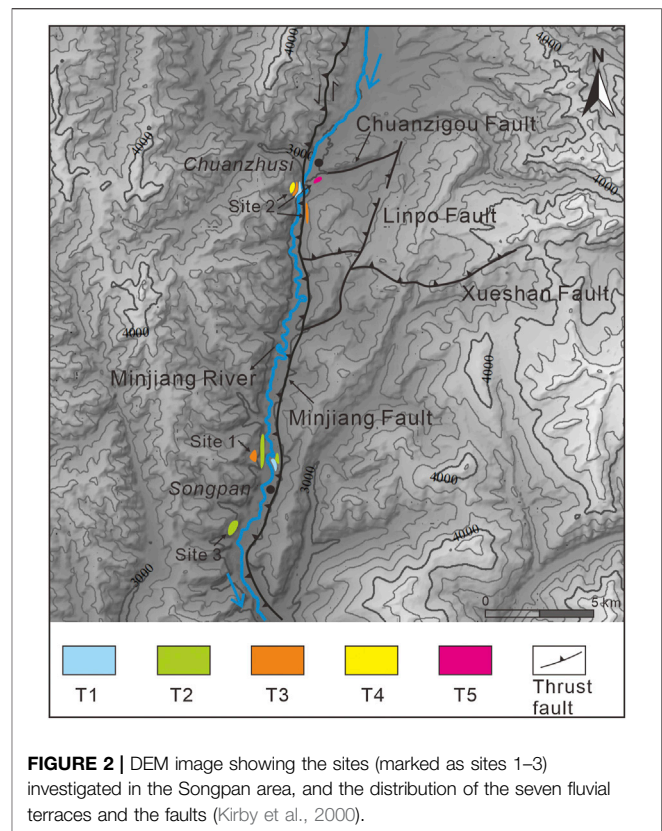 4000
4000
N
Chuanzigou Fault
3000
4000
Chuanzhusi
4000
Site 2
Linpo Fault
Xueshan Fault
4000
4000
Minjiang River
Minjiang Fault
Site 1
3000
4000
Songpan
4000
Site 3
3000
0 5 km
T1 T2 T3 T4 T5 Thrust
fault
FIGURE 2 | DEM image showing the sites (marked as sites 1–3)
investigated in the Songpan area, and the distribution of the seven fluvial
terraces and the faults (Kirby et al., 2000).